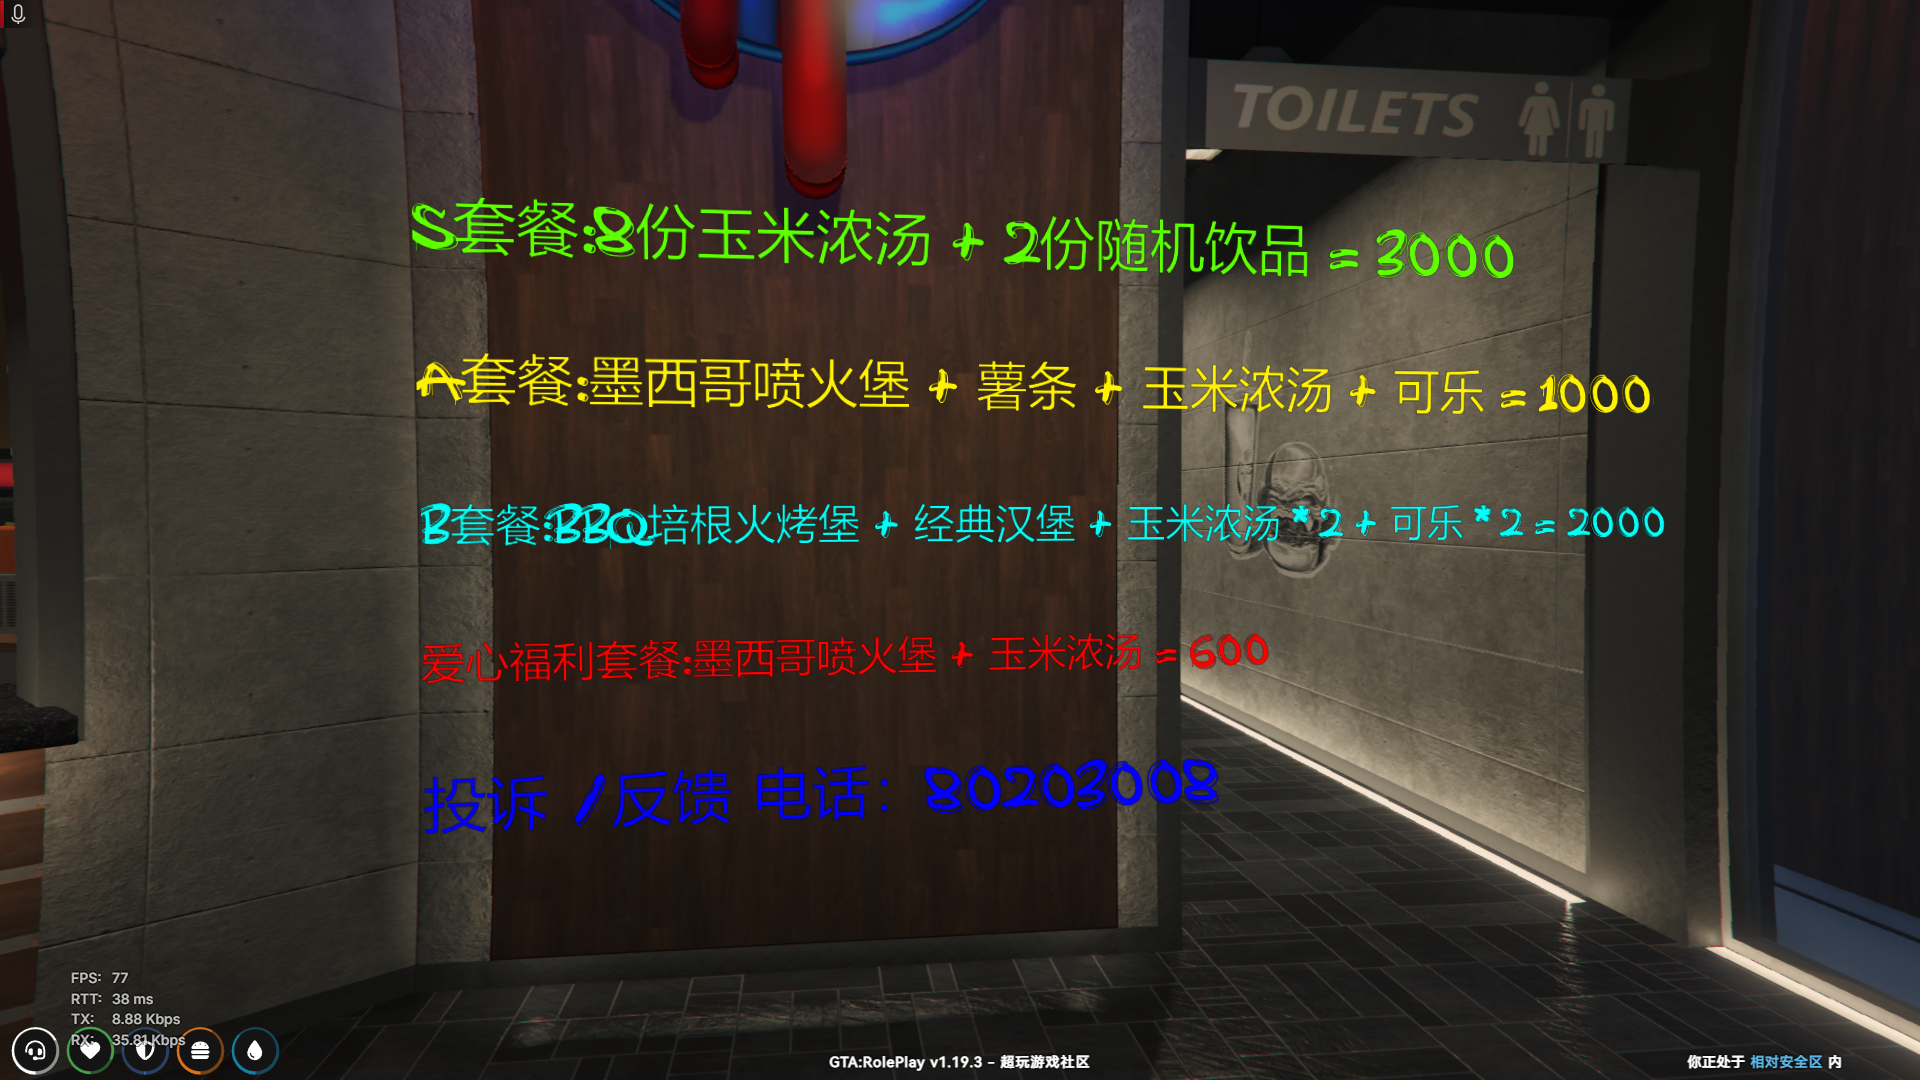 TOILETS
S套餐:8份玉米浓汤 + 2份随机饮品 = 3000
A套餐:墨西哥喷火堡 + 薯条 + 玉米浓汤 + 可乐 = 1000
B套餐:BBQ培根火烤堡 + 经典汉堡 + 玉米浓汤*2 + 可乐*2 = 2000
爱心福利套餐:墨西哥喷火堡 + 玉米浓汤 = 600
投诉 /反馈 电话: 80203008
FPS: 77
RTT: 38 ms
TX: 8.88 Kbps
RX: 35.81 Kbps
GTA:RolePlay v1.19.3 - 超玩游戏社区
你正处于 相对安全区 内